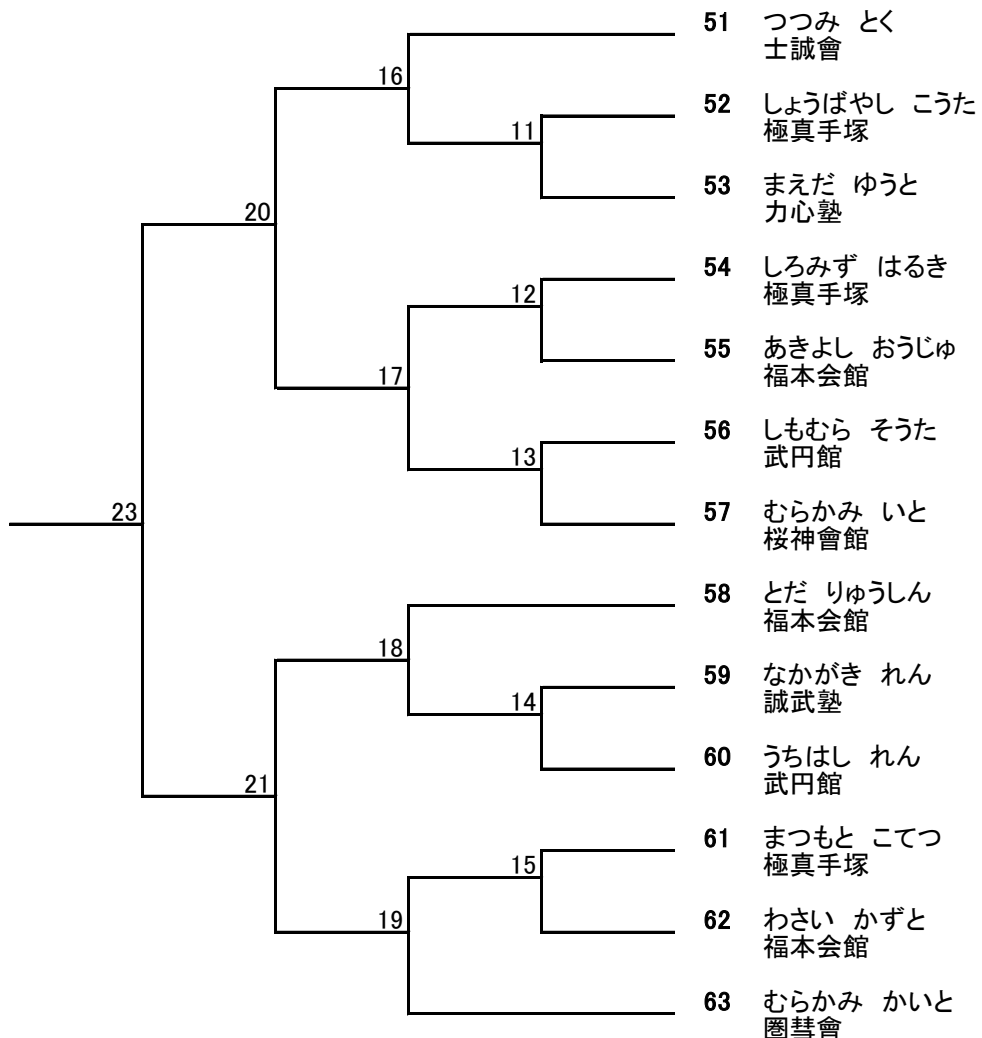 51 つつみ とく
士誠會
16
52 しょうばやし こうた
極真手塚
11
53 まえだ ゆうと
力心塾
20
54 しろみず はるき
極真手塚
12
55 あきよし おうじゅ
福本会館
17
56 しもむら そうた
武円館
13
57 むらかみ いと
桜神會館
23
58 とだ りゅうしん
福本会館
18
59 なかがき れん
誠武塾
14
60 うちはし れん
武円館
21
61 まつもと こてつ
極真手塚
15
62 わさい かずと
福本会館
19
63 むらかみ かいと
圏彗會